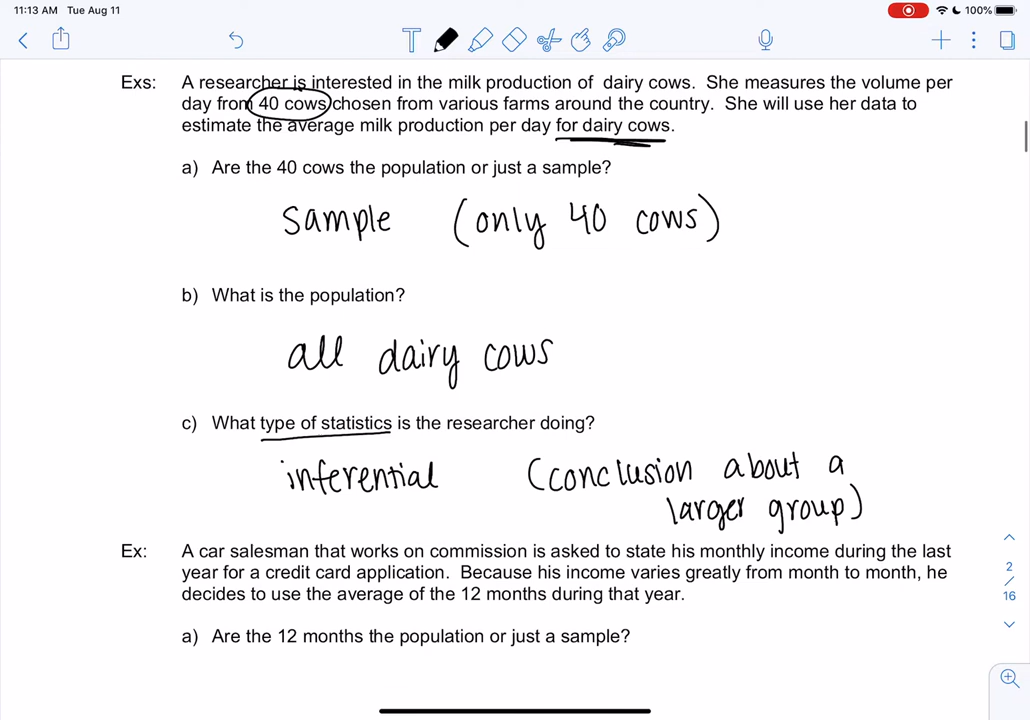 11:13 AM Tue Aug 11
100%
T
Exs: A researcher is interested in the milk production of dairy cows. She measures the volume per
day from 40 cows chosen from various farms around the country. She will use her data to
estimate the average milk production per day for dairy cows.
a) Are the 40 cows the population or just a sample?
Sample (only 40 cows)
b) What is the population?
all dairy cows
c) What type of statistics is the researcher doing?
inferential (conclusion about a
larger group)
Ex: A car salesman that works on commission is asked to state his monthly income during the last
year for a credit card application. Because his income varies greatly from month to month, he
decides to use the average of the 12 months during that year.
2
/
16
a) Are the 12 months the population or just a sample?